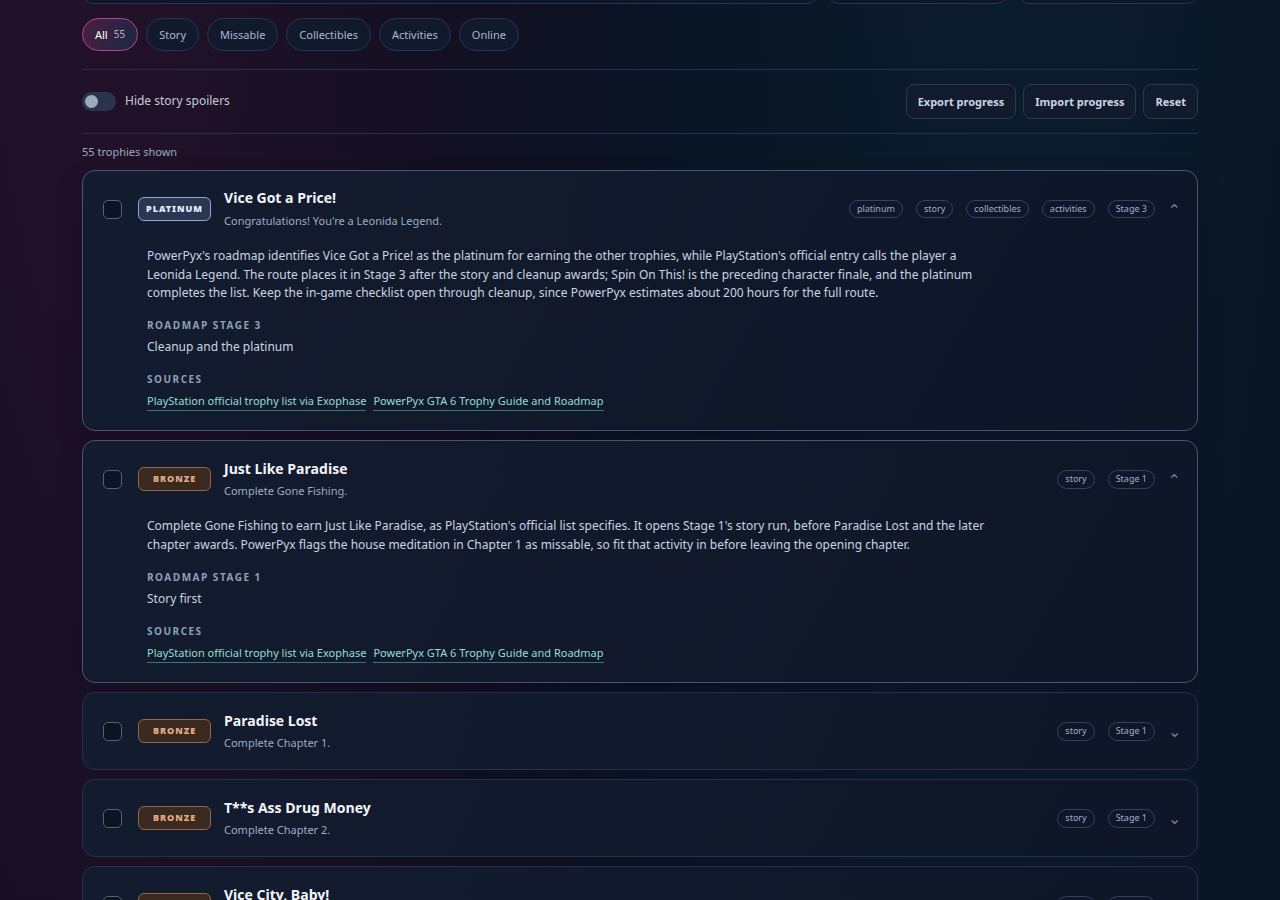 All 55 Story Missable Collectibles Activities Online
Hide story spoilers
Export progress Import progress Reset
55 trophies shown
PLATINUM Vice Got a Price! platinum story collectibles activities Stage 3
Congratulations! You're a Leonida Legend.
PowerPyx's roadmap identifies Vice Got a Price! as the platinum for earning the other trophies, while PlayStation's official entry calls the player a
Leonida Legend. The route places it in Stage 3 after the story and cleanup awards; Spin On This! is the preceding character finale, and the platinum
completes the list. Keep the in-game checklist open through cleanup, since PowerPyx estimates about 200 hours for the full route.
ROADMAP STAGE 3
Cleanup and the platinum
SOURCES
PlayStation official trophy list via Exophase PowerPyx GTA 6 Trophy Guide and Roadmap
BRONZE Just Like Paradise story Stage 1
Complete Gone Fishing.
Complete Gone Fishing to earn Just Like Paradise, as PlayStation's official list specifies. It opens Stage 1's story run, before Paradise Lost and the later
chapter awards. PowerPyx flags the house meditation in Chapter 1 as missable, so fit that activity in before leaving the opening chapter.
ROADMAP STAGE 1
Story first
SOURCES
PlayStation official trophy list via Exophase PowerPyx GTA 6 Trophy Guide and Roadmap
BRONZE Paradise Lost story Stage 1
Complete Chapter 1.
BRONZE T**s Ass Drug Money story Stage 1
Complete Chapter 2.
Vice City, Baby!